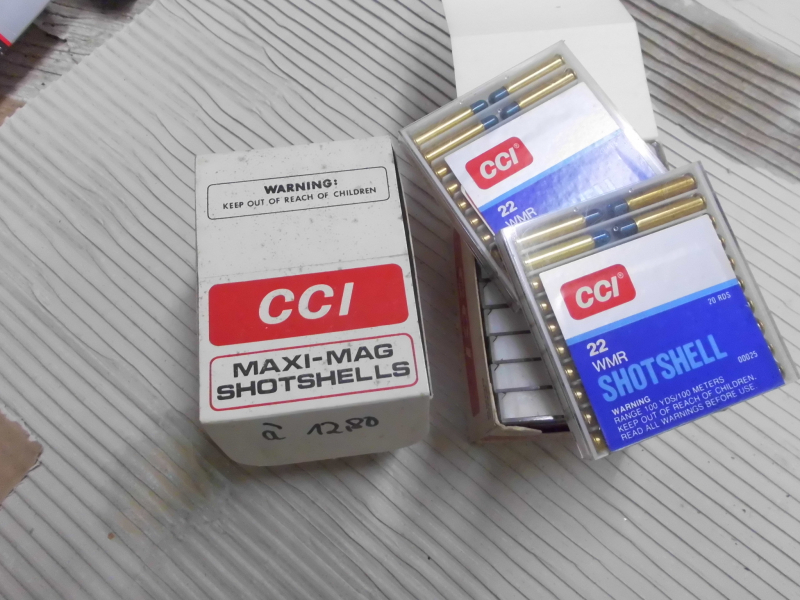 WARNING:
KEEP OUT OF REACH OF CHILDREN
CCI
MAXI-MAG
SHOTSHELLS
à 12.80
CCI®
22
WMR
CCI®
20 RDS
22
WMR
SHOTSHELL
00025
WARNING
RANGE 100 YDS/100 METERS
KEEP OUT OF REACH OF CHILDREN.
READ ALL WARNINGS BEFORE USE.